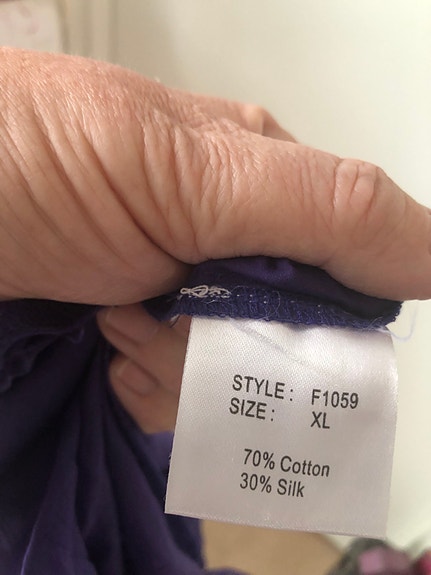 STYLE: F1059
SIZE: XL
70% Cotton
30% Silk